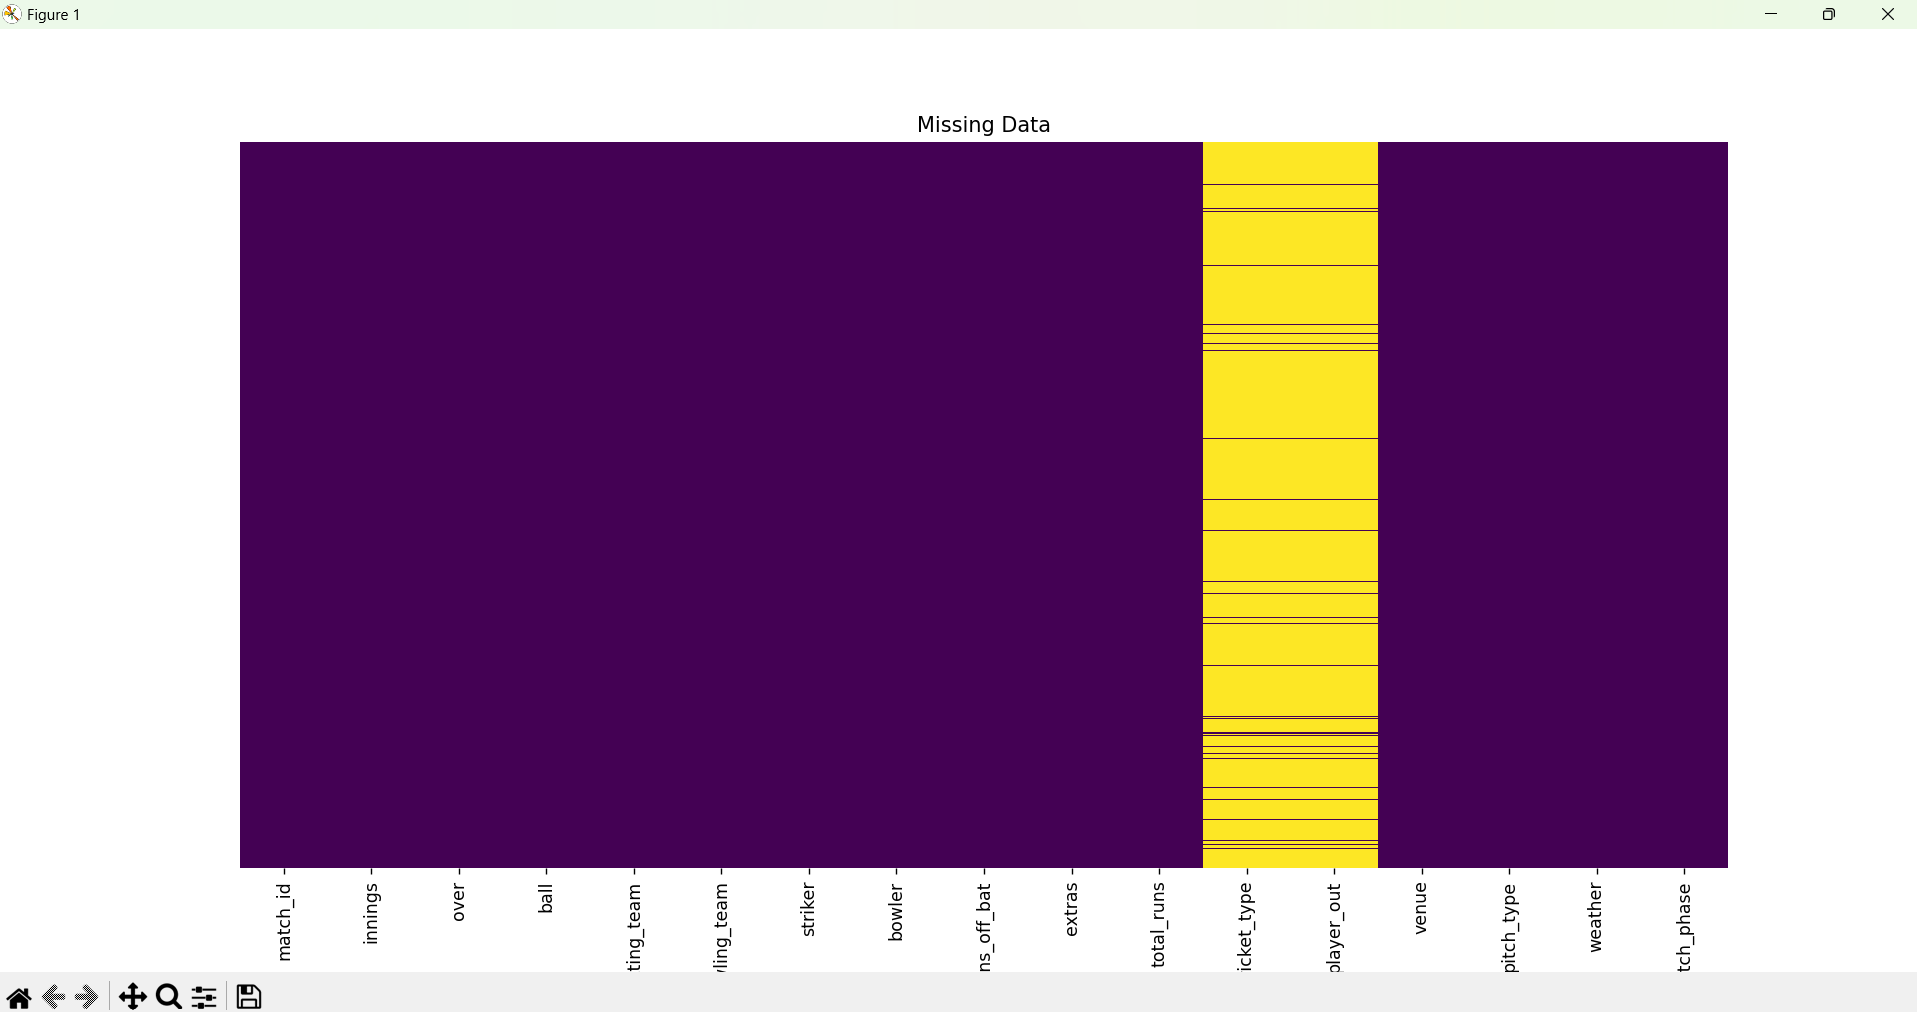 Figure 1
Missing Data
match_id
innings
over
ball
ting_team
ling_team
striker
bowler
ns_off_bat
extras
total_runs
icket_type
player_out
venue
pitch_type
weather
tch_phase